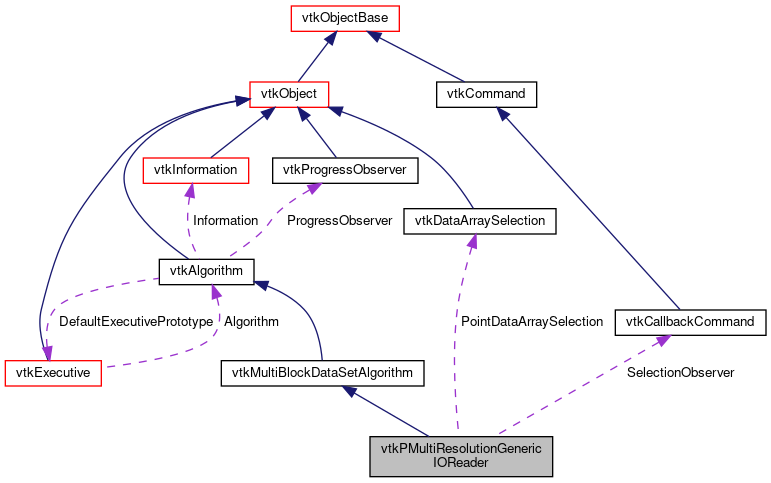 vtkObjectBase
vtkObject
vtkCommand
vtkInformation
vtkProgressObserver
vtkDataArraySelection
Information
ProgressObserver
vtkAlgorithm
DefaultExecutivePrototype
Algorithm
PointDataArraySelection
vtkCallbackCommand
vtkExecutive
vtkMultiBlockDataSetAlgorithm
SelectionObserver
vtkPMultiResolutionGeneric
IOReader